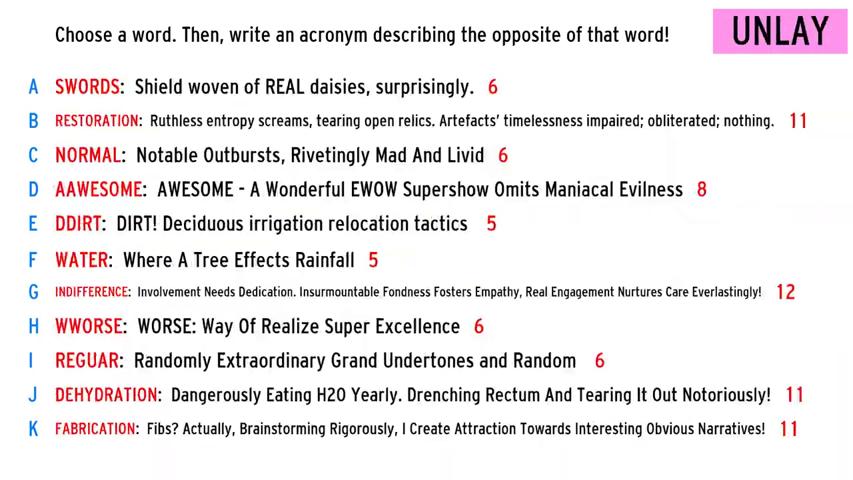 Choose a word. Then, write an acronym describing the opposite of that word!
UNLAY
A SWORDS: Shield woven of REAL daisies, surprisingly. 6
B RESTORATION: Ruthless entropy screams, tearing open relics. Artefacts' timelessness impaired; obliterated; nothing. 11
C NORMAL: Notable Outbursts, Rivetingly Mad And Livid 6
D AAWESOME: AWESOME - A Wonderful EWOW Supershow Omits Maniacal Evilness 8
E DDIRT: DIRT! Deciduous irrigation relocation tactics 5
F WATER: Where A Tree Effects Rainfall 5
G INDIFFERENCE: Involvement Needs Dedication. Insurmountable Fondness Fosters Empathy, Real Engagement Nurtures Care Everlastingly! 12
H WWORSE: WORSE: Way Of Realize Super Excellence 6
I REGUAR: Randomly Extraordinary Grand Undertones and Random 6
J DEHYDRATION: Dangerously Eating H20 Yearly. Drenching Rectum And Tearing It Out Notoriously! 11
K FABRICATION: Fibs? Actually, Brainstorming Rigorously, I Create Attraction Towards Interesting Obvious Narratives! 11